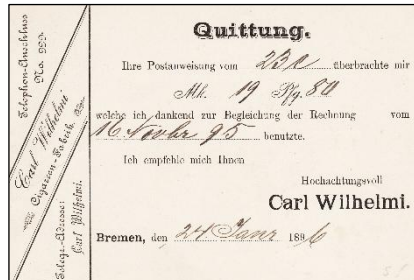 Telephon-Anschluss
No. 929.
Carl Wilhelmi
Cigarren-Fabrik
Telegr.-Adresse:
Carl Wilhelmi.
Quittung.
Ihre Postanweisung vom 23 c überbrachte mir
Mk. 19 Pfg. 80
welche ich dankend zur Begleichung der Rechnung vom
16 Novbr 95 benutzte.
Ich empfehle mich Ihnen
Hochachtungsvoll
Carl Wilhelmi.
Bremen, den 24 Janr 1896